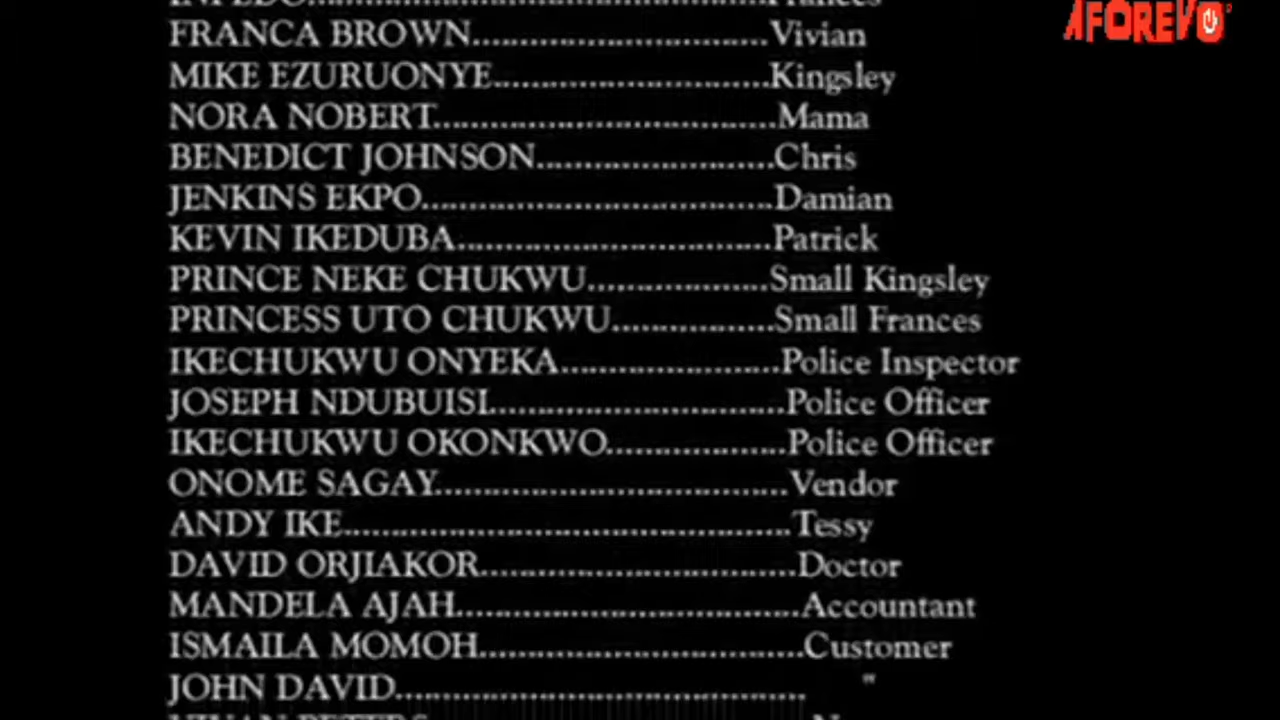 AFOREVO
FRANCA BROWN................................Vivian
MIKE EZURUONYE..............................Kingsley
NORA NOBERT.....................................Mama
BENEDICT JOHNSON..........................Chris
JENKINS EKPO......................................Damian
KEVIN IKEDUBA..................................Patrick
PRINCE NEKE CHUKWU....................Small Kingsley
PRINCESS UTO CHUKWU..................Small Frances
IKECHUKWU ONYEKA........................Police Inspector
JOSEPH NDUBUISI................................Police Officer
IKECHUKWU OKONKWO....................Police Officer
ONOME SAGAY......................................Vendor
ANDY IKE................................................Tessy
DAVID ORJIAKOR..................................Doctor
MANDELA AJAH.....................................Accountant
ISMAILA MOMOH...................................Customer
JOHN DAVID............................................ "